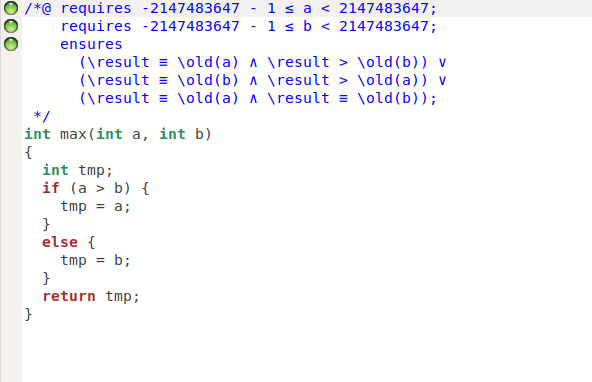 /*@ requires -2147483647 - 1 ≤ a < 2147483647;
    requires -2147483647 - 1 ≤ b < 2147483647;
    ensures
      (\result ≡ \old(a) ∧ \result > \old(b)) ∨
      (\result ≡ \old(b) ∧ \result > \old(a)) ∨
      (\result ≡ \old(a) ∧ \result ≡ \old(b));
 */
int max(int a, int b)
{
  int tmp;
  if (a > b) {
    tmp = a;
  }
  else {
    tmp = b;
  }
  return tmp;
}